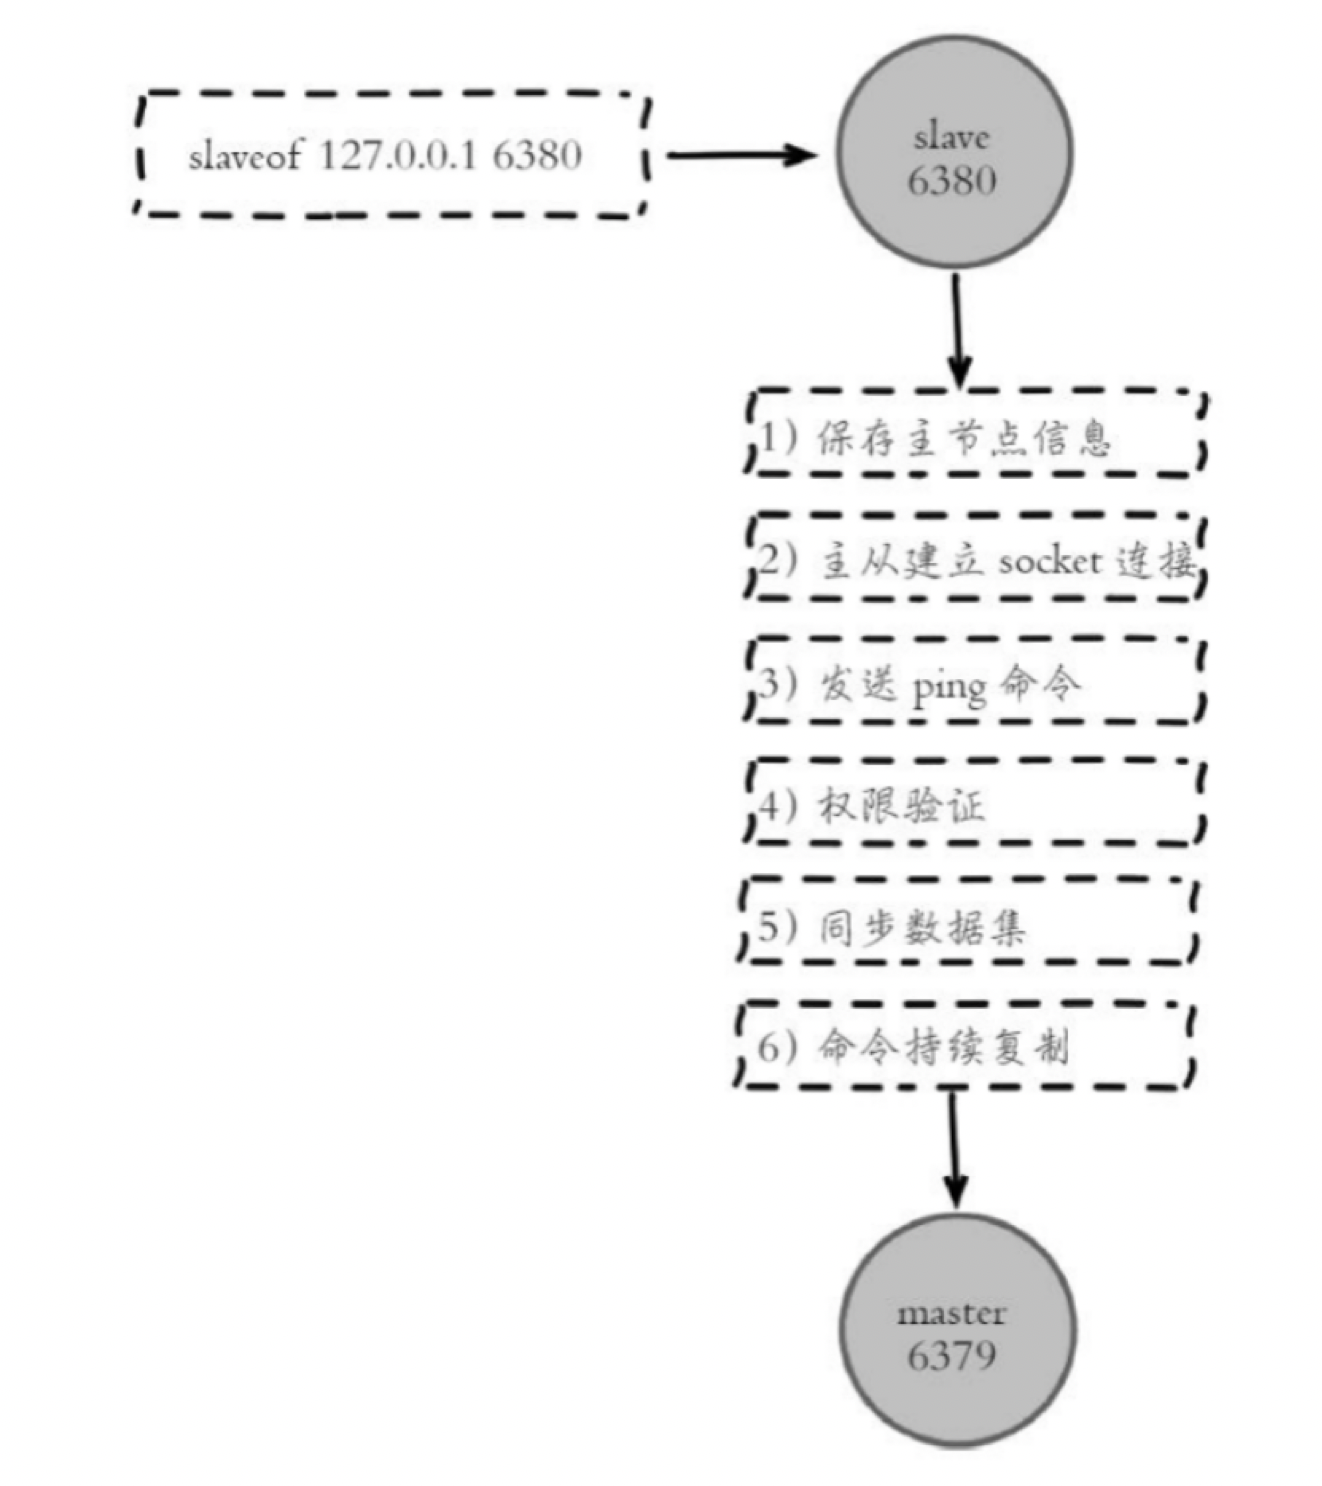 slaveof 127.0.0.1 6380
slave
6380
1) 保存主节点信息
2) 主从建立 socket 连接
3) 发送 ping 命令
4) 权限验证
5) 同步数据集
6) 命令持续复制
master
6379